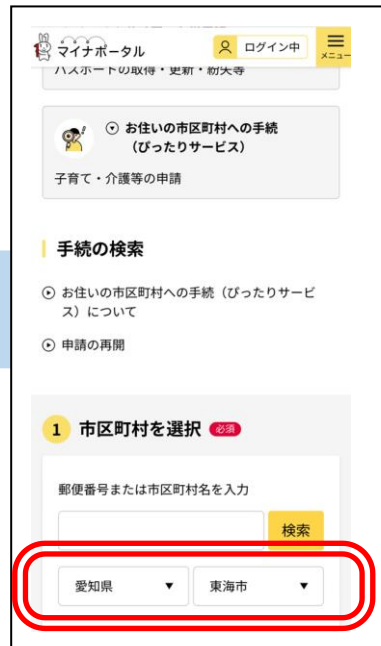 マイナポータル
ログイン中
メニュー
パスポートの取得・更新・紛失等
お住いの市区町村への手続
（ぴったりサービス）
子育て・介護等の申請
手続の検索
お住いの市区町村への手続（ぴったりサービ
ス）について
申請の再開
1 市区町村を選択 必須
郵便番号または市区町村名を入力
検索
愛知県 ▼ 東海市 ▼